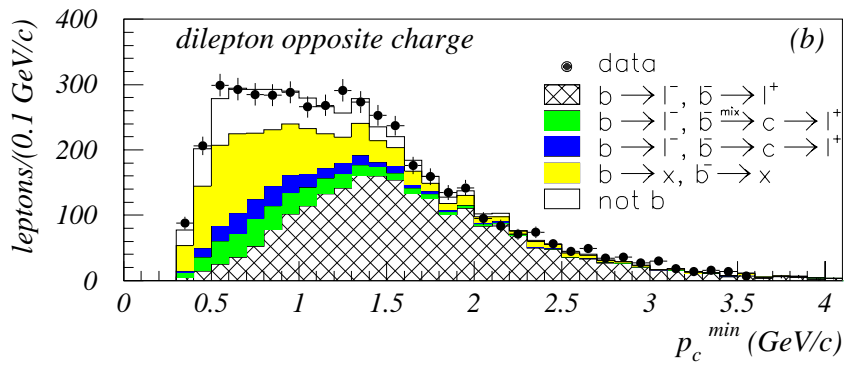 dilepton opposite charge
(b)
data
b → l⁻, b̄ → l⁺
b → l⁻, b̄ mix→ c → l⁺
b → l⁻, b̄ → c → l⁺
b → x, b̄ → x
not b
leptons/(0.1 GeV/c)
400
300
200
100
0
0 0.5 1 1.5 2 2.5 3 3.5 4
p_c^min (GeV/c)